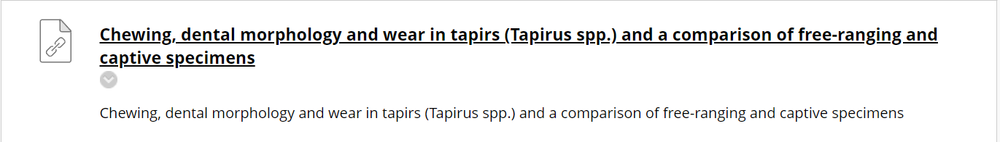 Chewing, dental morphology and wear in tapirs (Tapirus spp.) and a comparison of free-ranging and
captive specimens
Chewing, dental morphology and wear in tapirs (Tapirus spp.) and a comparison of free-ranging and captive specimens